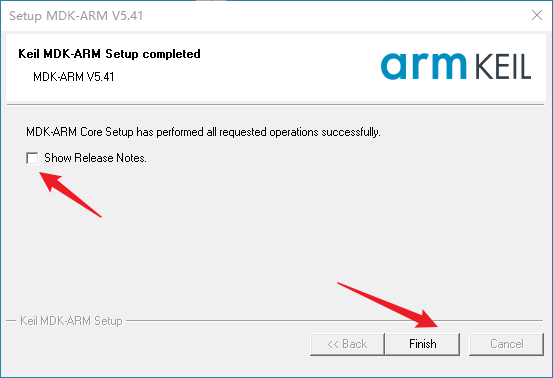 Setup MDK-ARM V5.41
Keil MDK-ARM Setup completed
MDK-ARM V5.41
arm KEIL
MDK-ARM Core Setup has performed all requested operations successfully.
Show Release Notes.
Keil MDK-ARM Setup
<< Back
Finish
Cancel